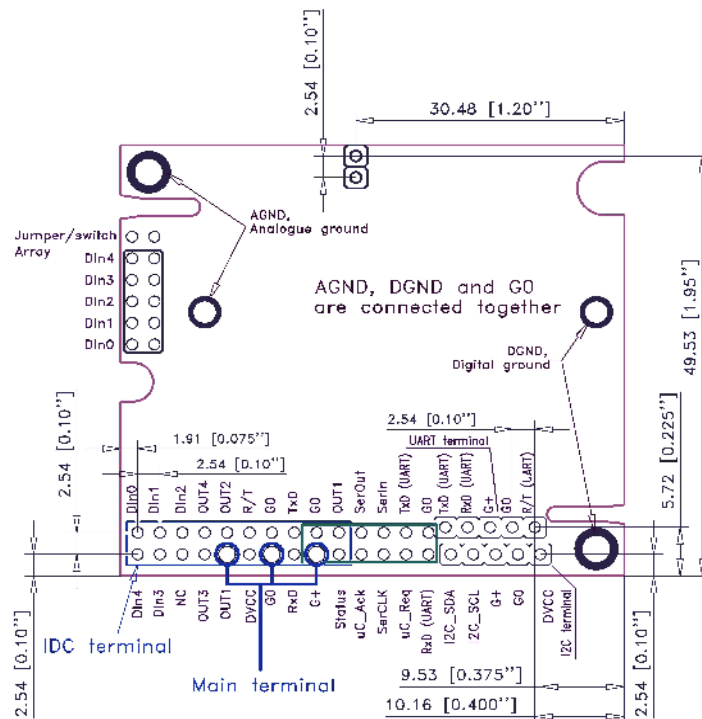 2.54 [0.10'']
30.48 [1.20'']
AGND,
Analogue ground
Jumper/switch
Array
DIn4
DIn3
DIn2
DIn1
DIn0
AGND, DGND and G0
are connected together
DGND,
Digital ground
49.53 [1.95'']
2.54 [0.10'']
1.91 [0.075'']
2.54 [0.10'']
2.54 [0.10'']
UART terminal
5.72 [0.225'']
DIn0
DIn1
DIn2
OUT4
OUT2
R/T
G0
TxD
G0
OUT1
SerOut
SerIn
TxD (UART)
G0
TxD (UART)
RxD (UART)
G+
G0
R/T (UART)
DIn4
DIn3
NC
OUT3
OUT1
DVCC
G0
RxD
G+
Status
uC_Ack
SerCLK
uC_Req
RxD (UART)
I2C_SDA
2C_SCL
G+
G0
DVCC
I2C terminal
IDC terminal
Main terminal
2.54 [0.10'']
9.53 [0.375'']
10.16 [0.400'']
2.54 [0.10'']